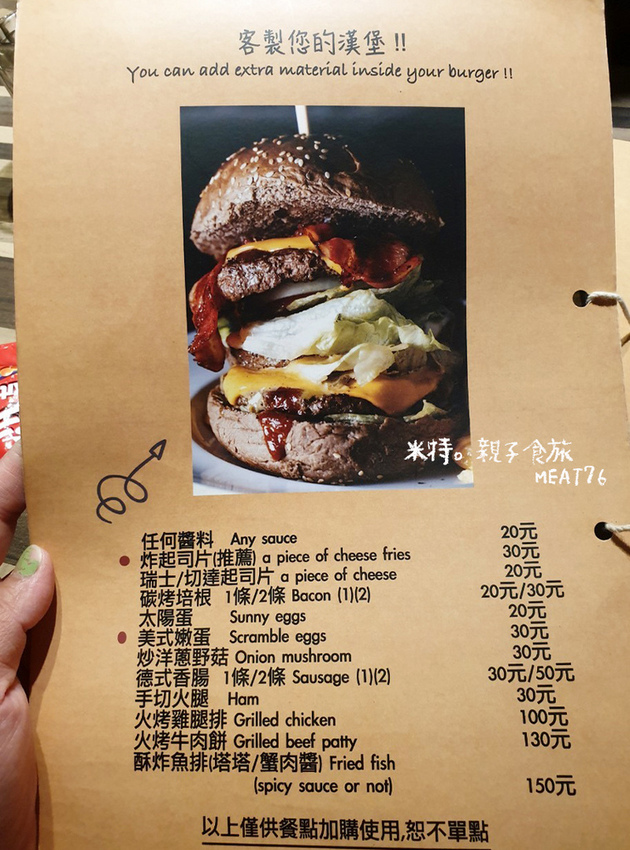 客製您的漢堡 !!
You can add extra material inside your burger !!
米特。親子食旅
MEAT76
任何醬料 Any sauce 20元
炸起司片(推薦) a piece of cheese fries 30元
瑞士/切達起司片 a piece of cheese 20元
碳烤培根 1條/2條 Bacon (1)(2) 20元/30元
太陽蛋 Sunny eggs 20元
美式嫩蛋 Scramble eggs 30元
炒洋蔥野菇 Onion mushroom 30元
德式香腸 1條/2條 Sausage (1)(2) 30元/50元
手切火腿 Ham 30元
火烤雞腿排 Grilled chicken 100元
火烤牛肉餅 Grilled beef patty 130元
酥炸魚排(塔塔/蟹肉醬) Fried fish
(spicy sauce or not) 150元
以上僅供餐點加購使用,恕不單點